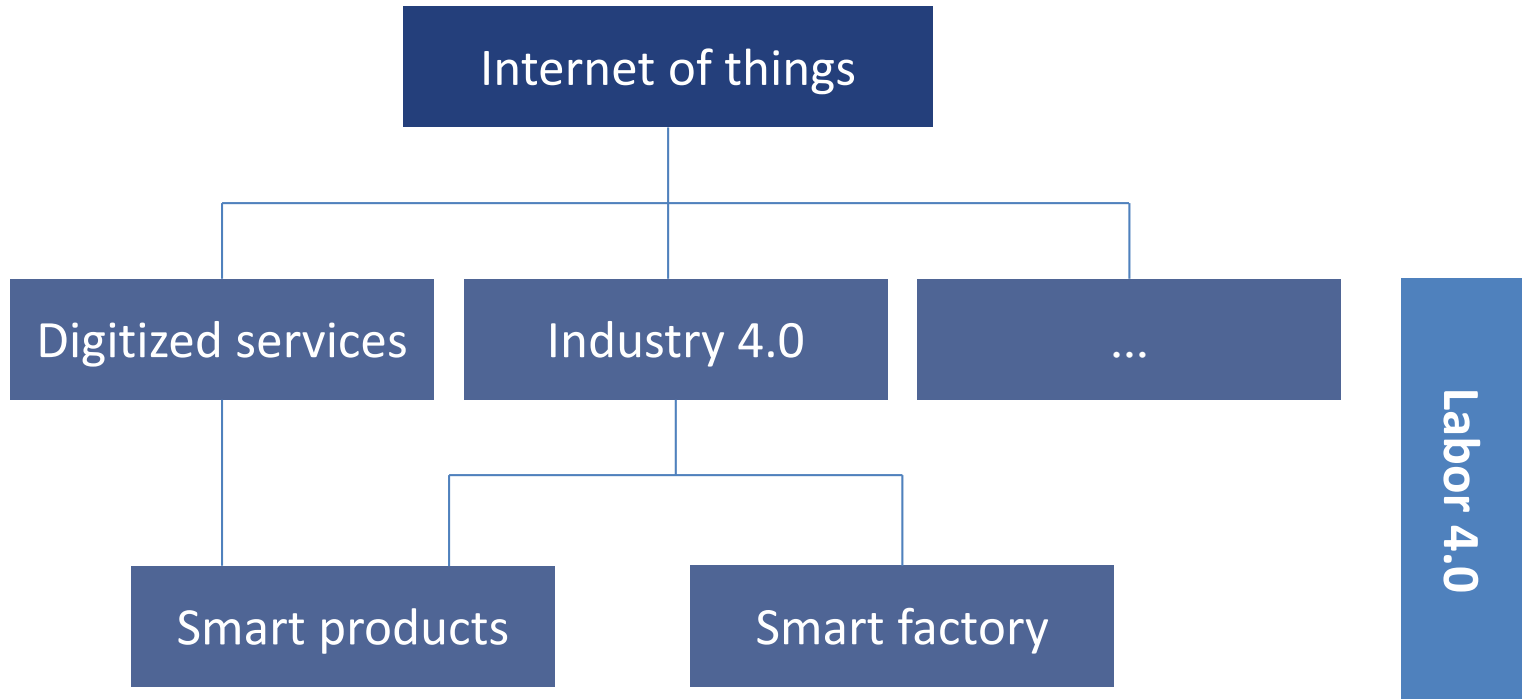 Internet of things
Digitized services
Industry 4.0
...
Labor 4.0
Smart products
Smart factory